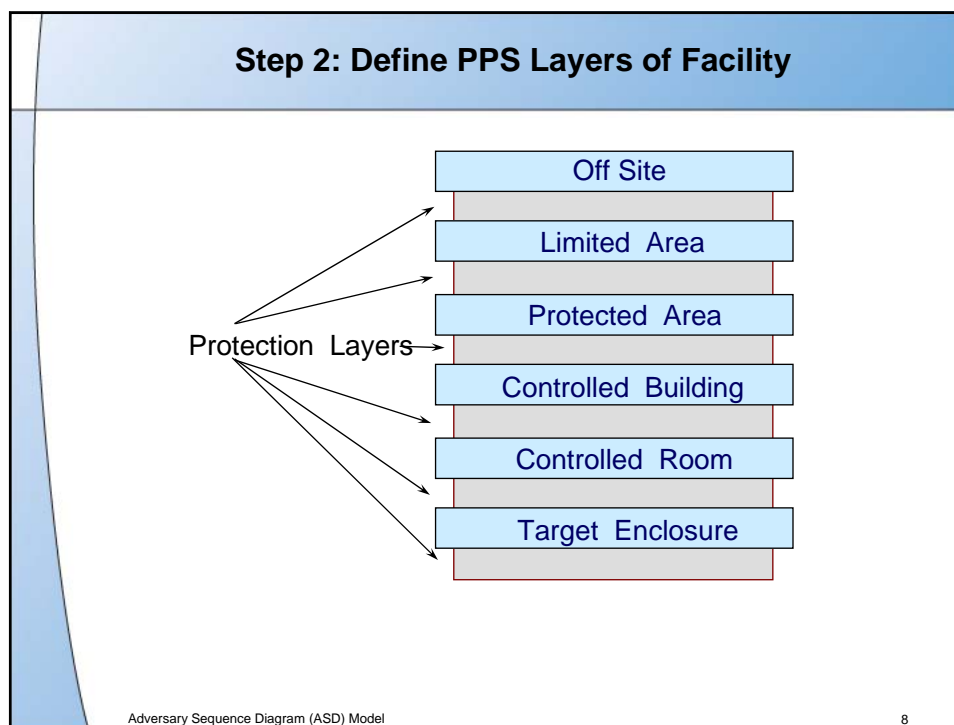 Step 2: Define PPS Layers of Facility
Off Site
Limited Area
Protected Area
Protection Layers
Controlled Building
Controlled Room
Target Enclosure
Adversary Sequence Diagram (ASD) Model
8